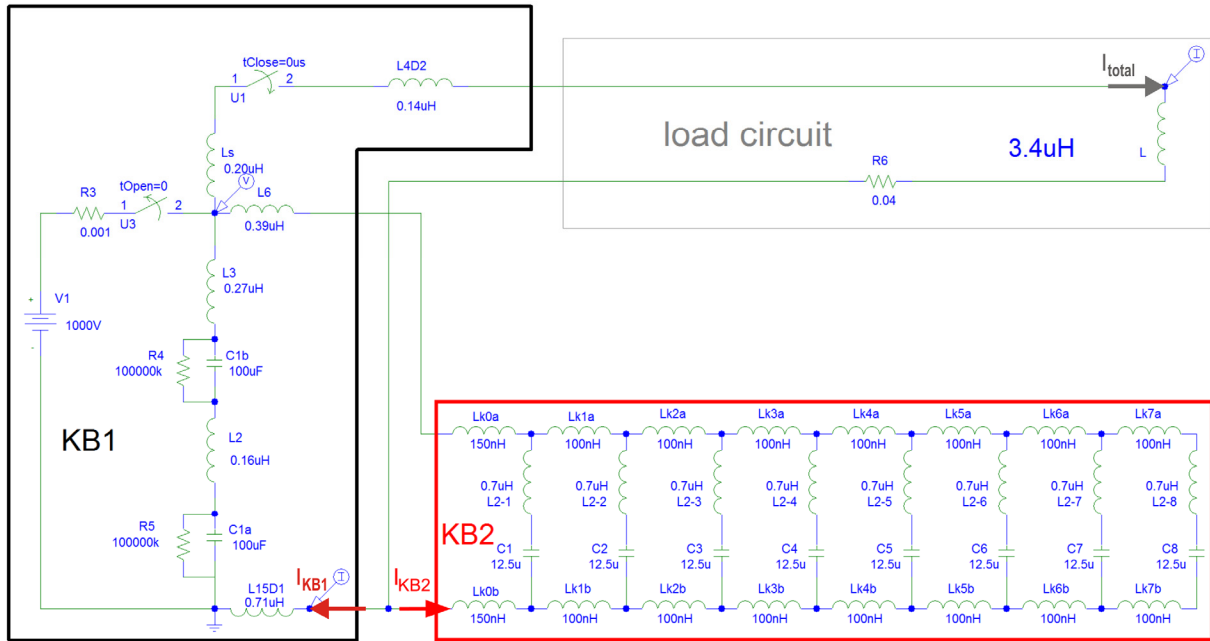 tClose=0us
1
2
U1
L4D2
0.14uH
I total
I
load circuit
3.4uH
L
R6
0.04
Ls
0.20uH
V
R3
0.001
tOpen=0
1
2
U3
L6
0.39uH
L3
0.27uH
+
V1
1000V
-
R4
100000k
C1b
100uF
KB1
L2
0.16uH
R5
100000k
C1a
100uF
L15D1
0.71uH
I
IKB1
IKB2
KB2
Lk0a Lk1a Lk2a Lk3a Lk4a Lk5a Lk6a Lk7a
150nH 100nH 100nH 100nH 100nH 100nH 100nH 100nH
0.7uH 0.7uH 0.7uH 0.7uH 0.7uH 0.7uH 0.7uH 0.7uH
L2-1 L2-2 L2-3 L2-4 L2-5 L2-6 L2-7 L2-8
C1 C2 C3 C4 C5 C6 C7 C8
12.5u 12.5u 12.5u 12.5u 12.5u 12.5u 12.5u 12.5u
Lk0b Lk1b Lk2b Lk3b Lk4b Lk5b Lk6b Lk7b
150nH 100nH 100nH 100nH 100nH 100nH 100nH 100nH